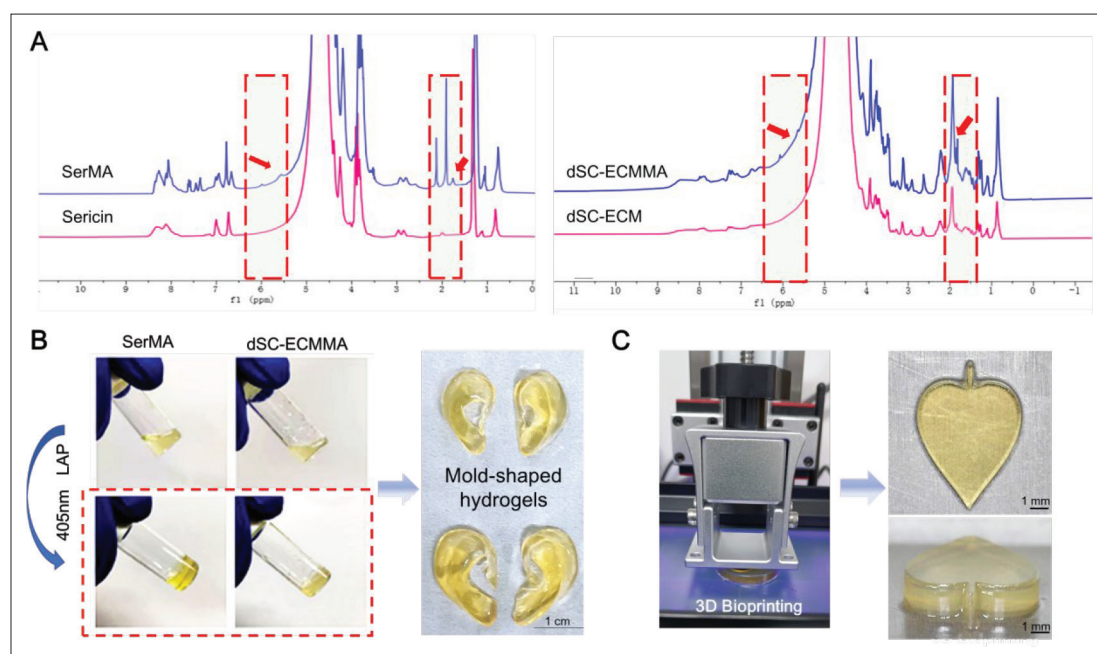 A
SerMA
Sericin
10 9 8 7 6 5 4 3 2 1 0
f1 (ppm)
dSC-ECMMA
dSC-ECM
11 10 9 8 7 6 5 4 3 2 1 0 -1
f1 (ppm)
B
SerMA dSC-ECMMA
405nm LAP
Mold-shaped
hydrogels
1 cm
C
3D Bioprinting
1 mm
1 mm